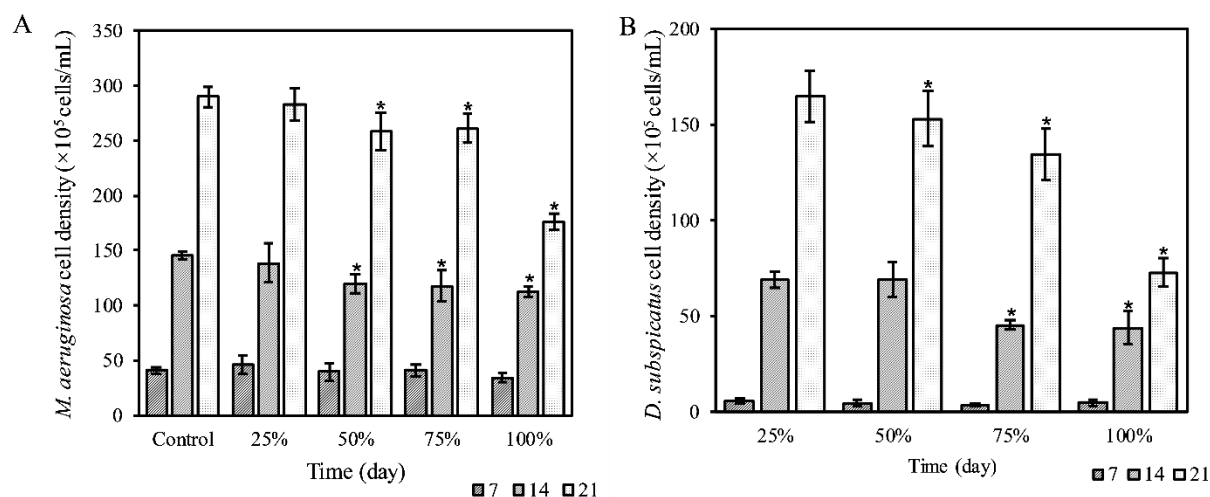 A
M. aeruginosa cell density (×10⁵ cells/mL)
350
300
250
200
150
100
50
0
* * * * * *
Control 25% 50% 75% 100%
Time (day)
7 14 21
B
D. subspicatus cell density (×10⁵ cells/mL)
200
150
100
50
0
* * * * *
25% 50% 75% 100%
Time (day)
7 14 21